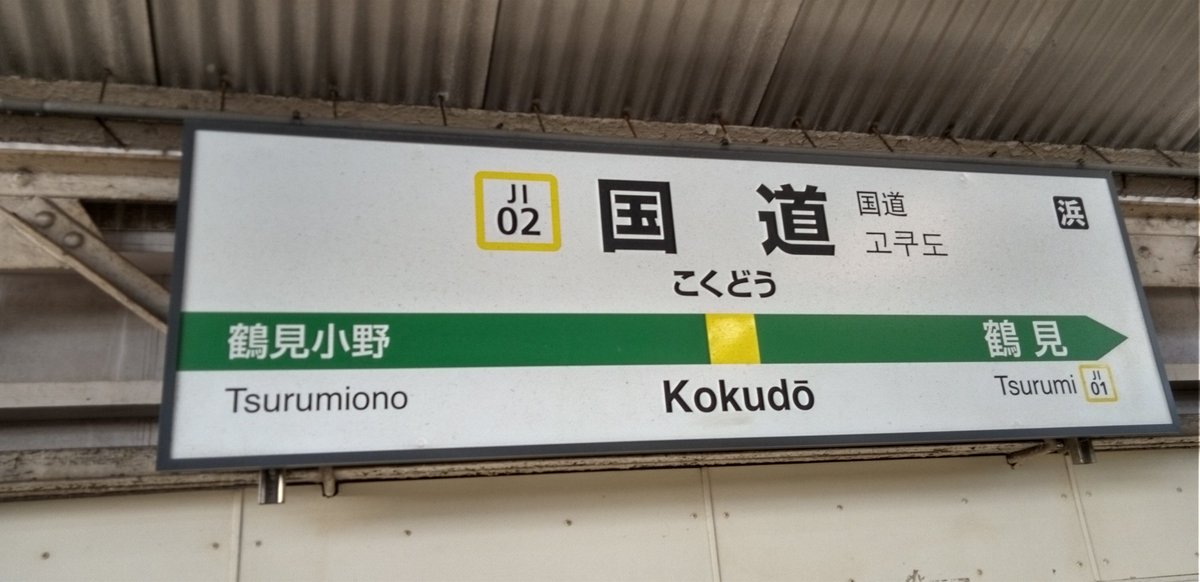 JI
02
国道
国道
고쿠도
浜
こくどう
鶴見小野
鶴見
Tsurumiono
Kokudō
Tsurumi
JI
01